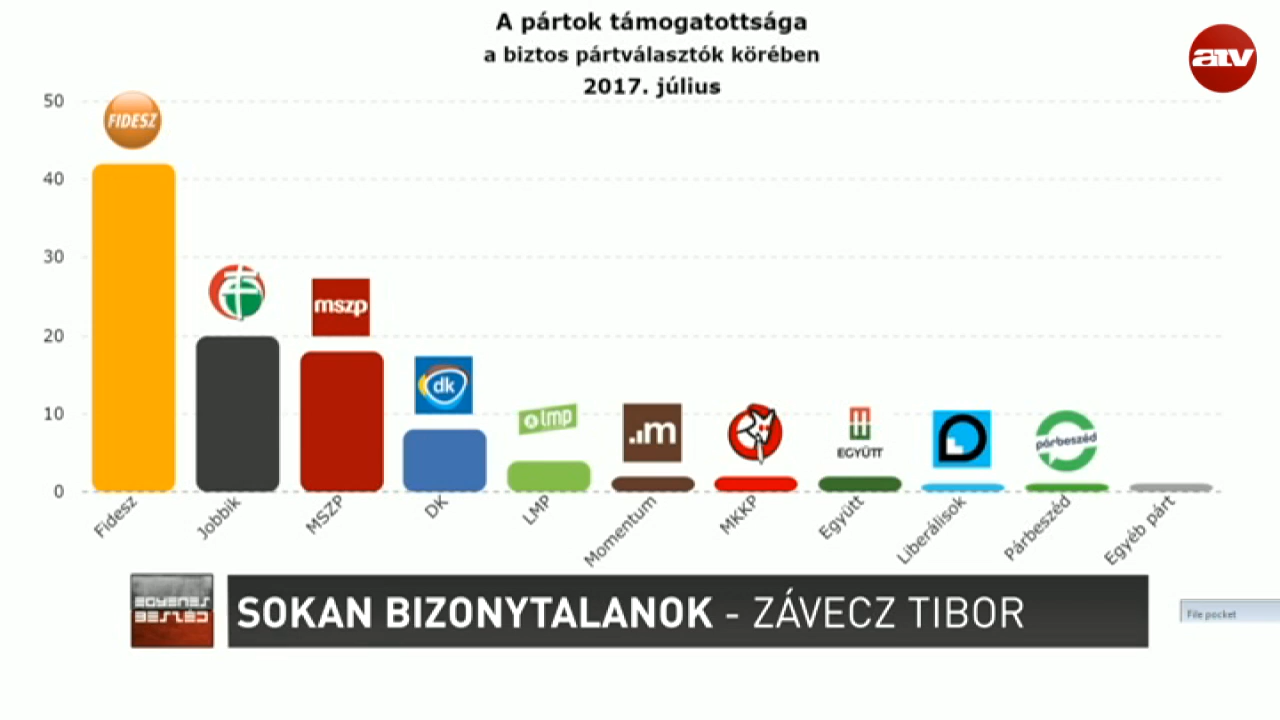 A pártok támogatottsága
a biztos pártválasztók körében
2017. július
atv
50
40
30
20
10
0
FIDESZ
mszp
dk
lmp
.ıım
EGYÜTT
párbeszéd
Fidesz
Jobbik
MSZP
DK
LMP
Momentum
MKKP
Együtt
Liberálisok
Párbeszéd
Egyéb párt
EGYENES
BESZÉD
SOKAN BIZONYTALANOK - ZÁVECZ TIBOR
File pocket